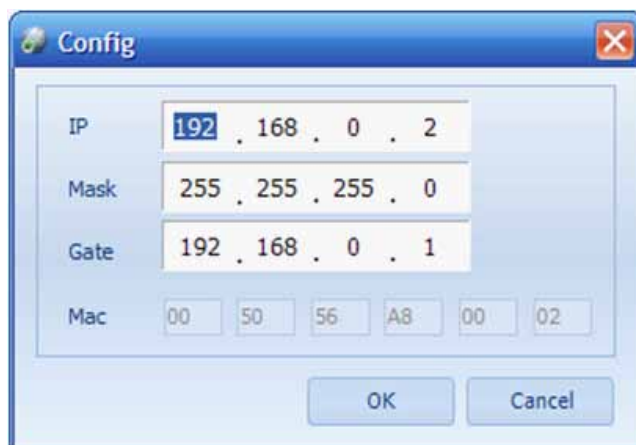 Config
IP 192 . 168 . 0 . 2
Mask 255 . 255 . 255 . 0
Gate 192 . 168 . 0 . 1
Mac 00 50 56 A8 00 02
OK Cancel